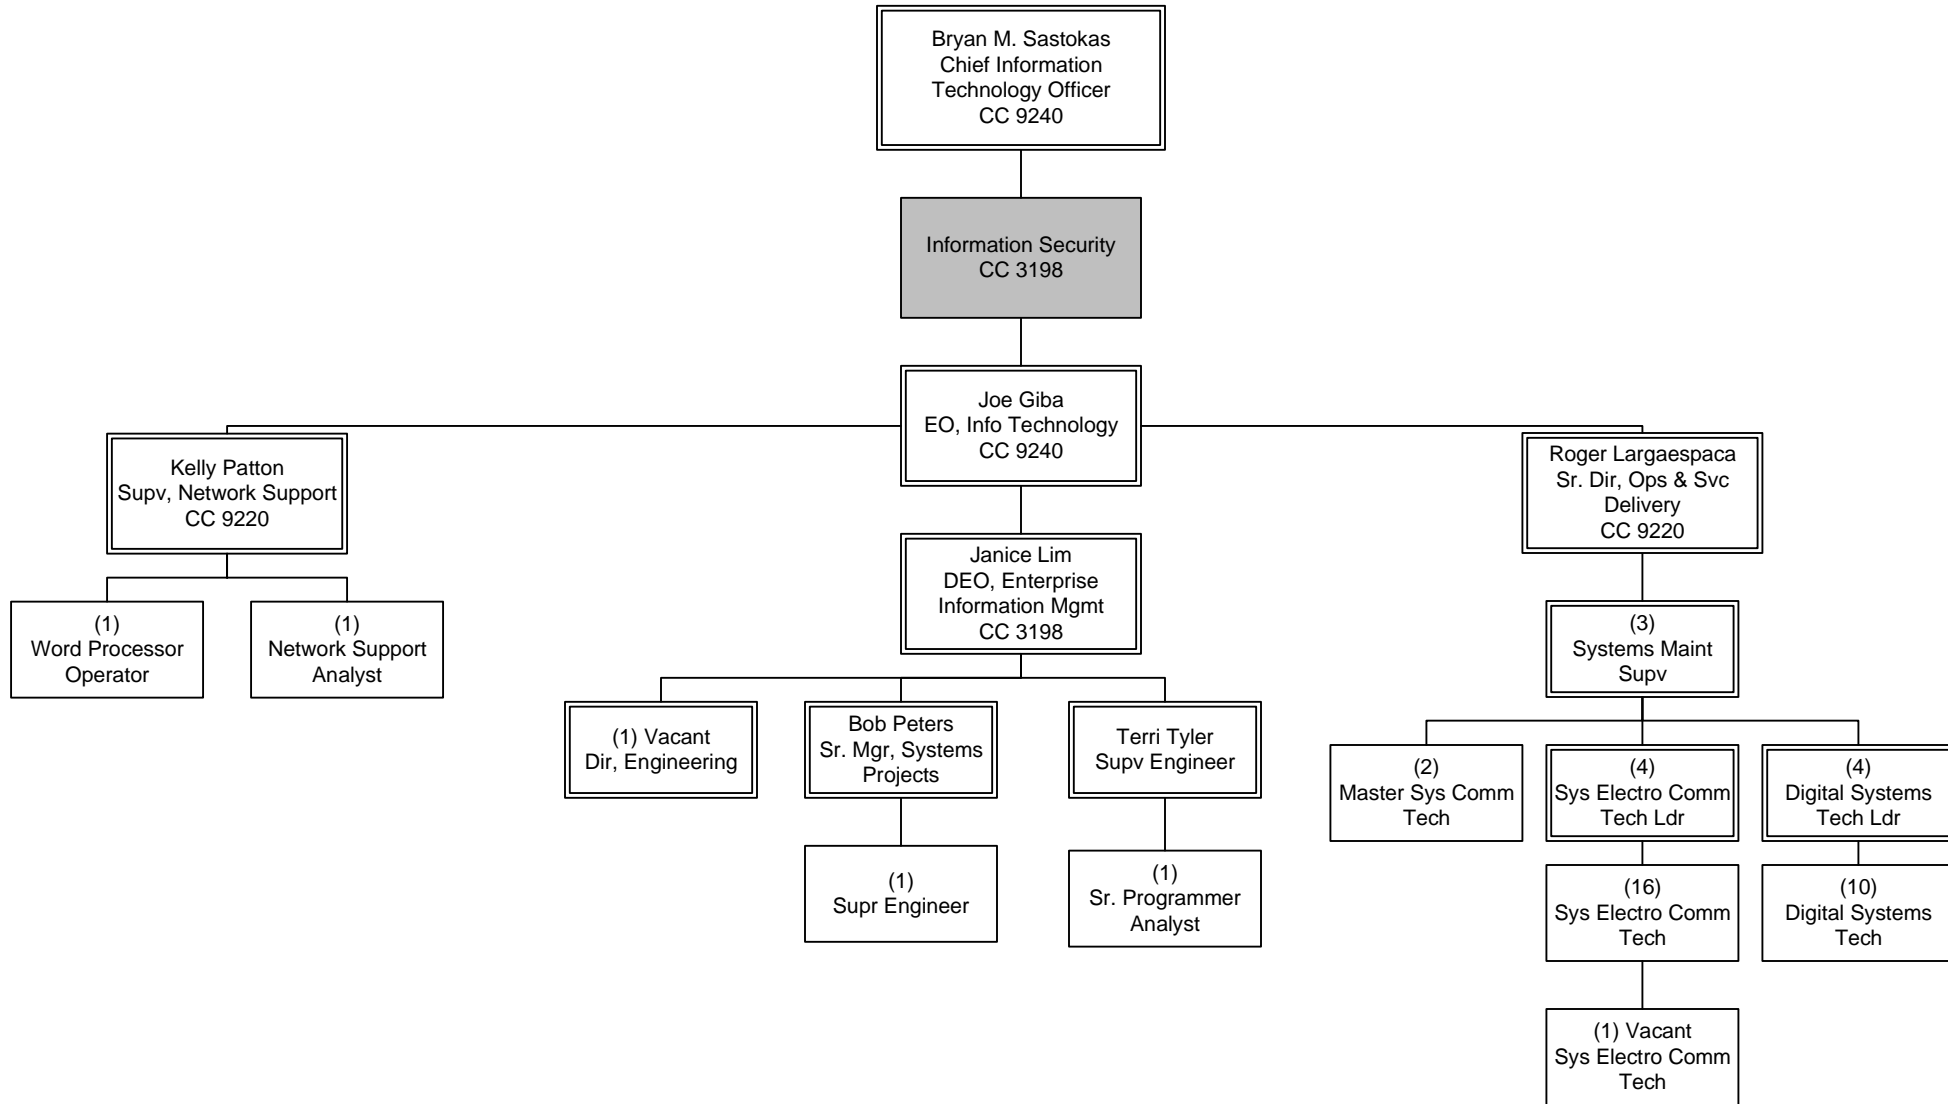 Bryan M. Sastokas
Chief Information
Technology Officer
CC 9240
Information Security
CC 3198
Joe Giba
EO, Info Technology
CC 9240
Kelly Patton
Supv, Network Support
CC 9220
(1)
Word Processor
Operator
(1)
Network Support
Analyst
Janice Lim
DEO, Enterprise
Information Mgmt
CC 3198
(1) Vacant
Dir, Engineering
Bob Peters
Sr. Mgr, Systems
Projects
(1)
Supr Engineer
Terri Tyler
Supv Engineer
(1)
Sr. Programmer
Analyst
Roger Largaespaca
Sr. Dir, Ops & Svc
Delivery
CC 9220
(3)
Systems Maint
Supv
(2)
Master Sys Comm
Tech
(4)
Sys Electro Comm
Tech Ldr
(16)
Sys Electro Comm
Tech
(1) Vacant
Sys Electro Comm
Tech
(4)
Digital Systems
Tech Ldr
(10)
Digital Systems
Tech